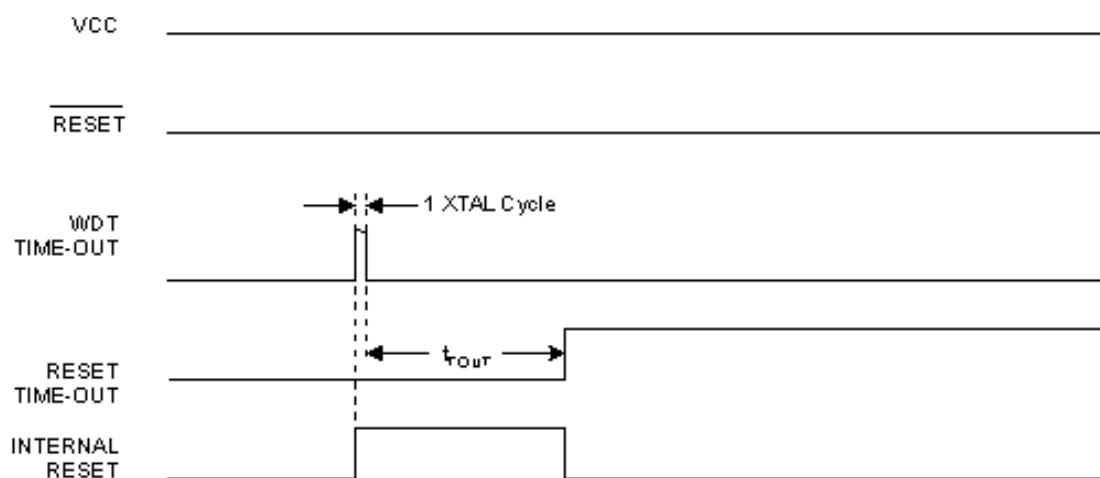 VCC
RESET
1 XTAL Cycle
WDT
TIME-OUT
tTOUT
RESET
TIME-OUT
INTERNAL
RESET